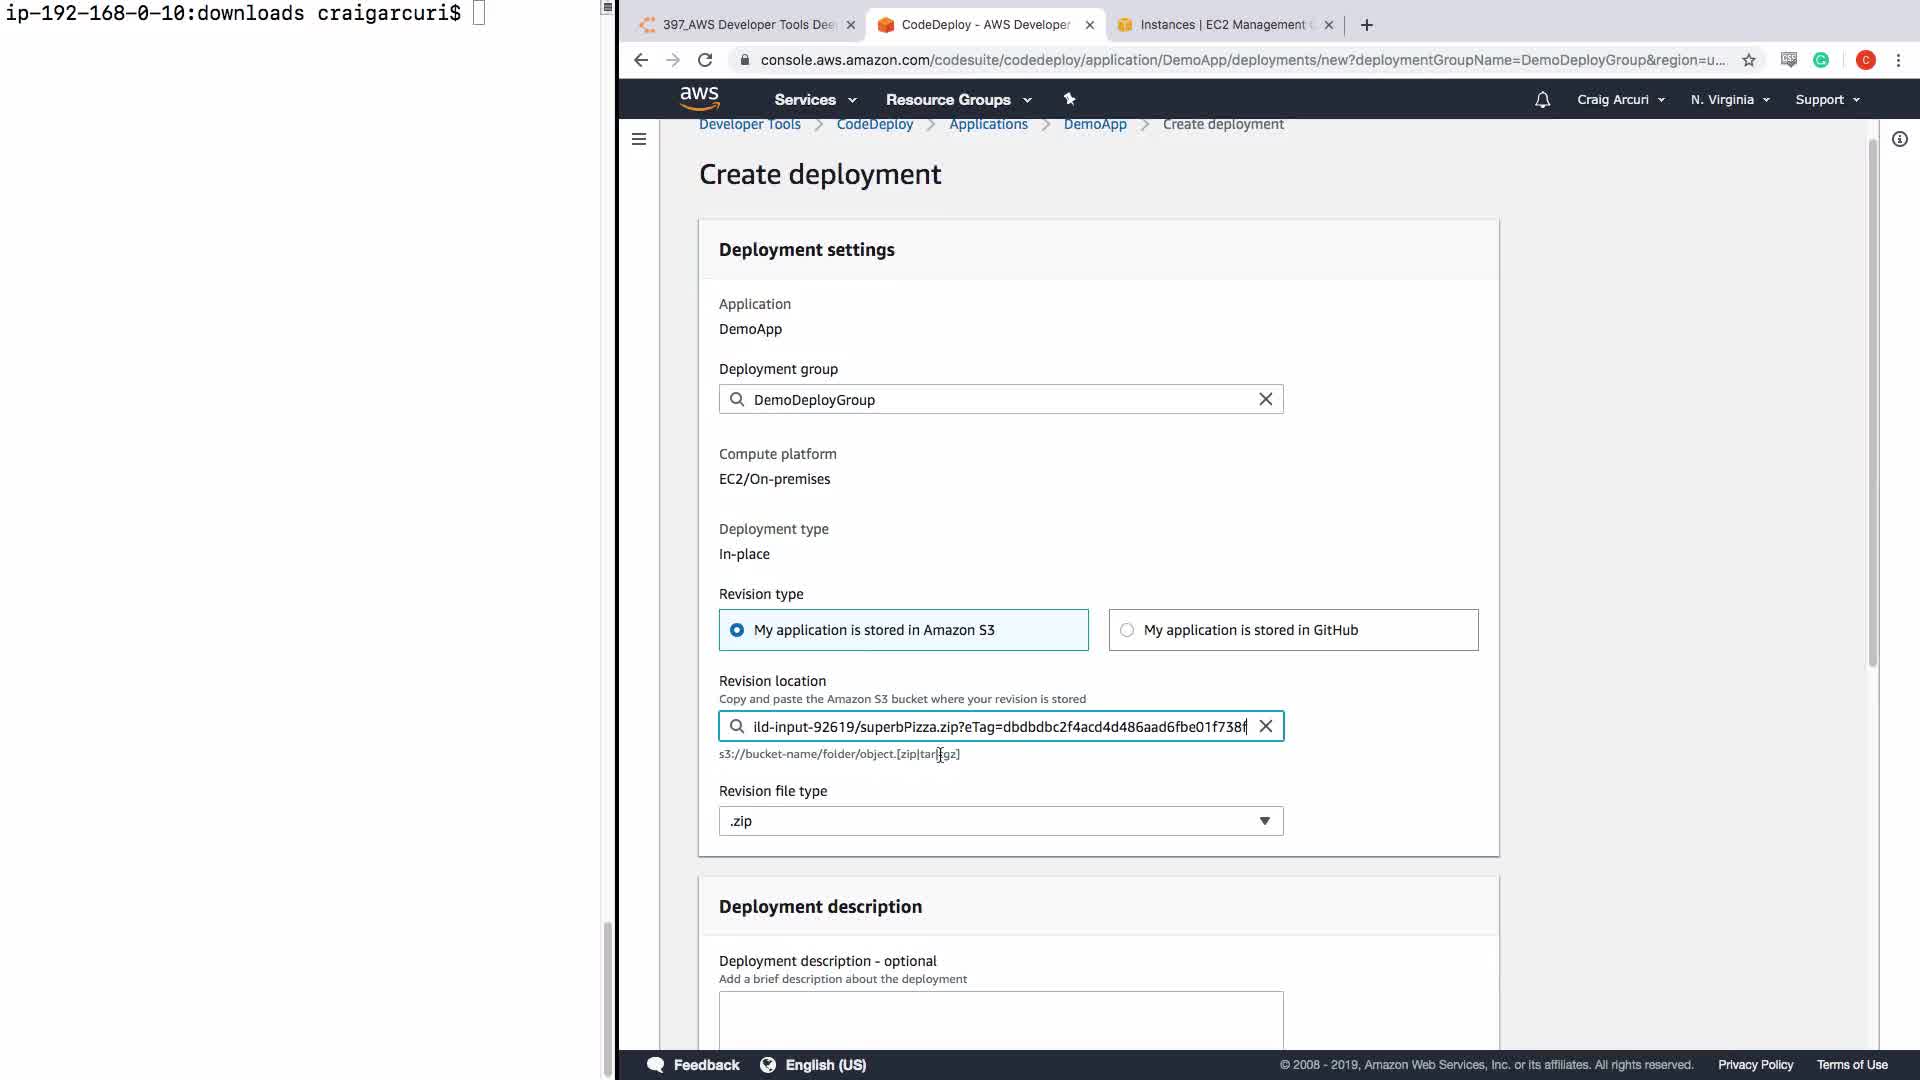 ip-192-168-0-10:downloads craigarcuri$
397_AWS Developer Tools Dee
CodeDeploy - AWS Developer
Instances | EC2 Management C
console.aws.amazon.com/codesuite/codedeploy/application/DemoApp/deployments/new?deploymentGroupName=DemoDeployGroup&region=u...
aws
Services
Resource Groups
Craig Arcuri
N. Virginia
Support
Developer Tools
CodeDeploy
Applications
DemoApp
Create deployment
Create deployment
Deployment settings
Application
DemoApp
Deployment group
DemoDeployGroup
Compute platform
EC2/On-premises
Deployment type
In-place
Revision type
My application is stored in Amazon S3
My application is stored in GitHub
Revision location
Copy and paste the Amazon S3 bucket where your revision is stored
ild-input-92619/superbPizza.zip?eTag=dbdbdbc2f4acd4d486aad6fbe01f738f
s3://bucket-name/folder/object.[zip|tar|tgz]
Revision file type
.zip
Deployment description
Deployment description - optional
Add a brief description about the deployment
Feedback
English (US)
© 2008 - 2019, Amazon Web Services, Inc. or its affiliates. All rights reserved.
Privacy Policy
Terms of Use